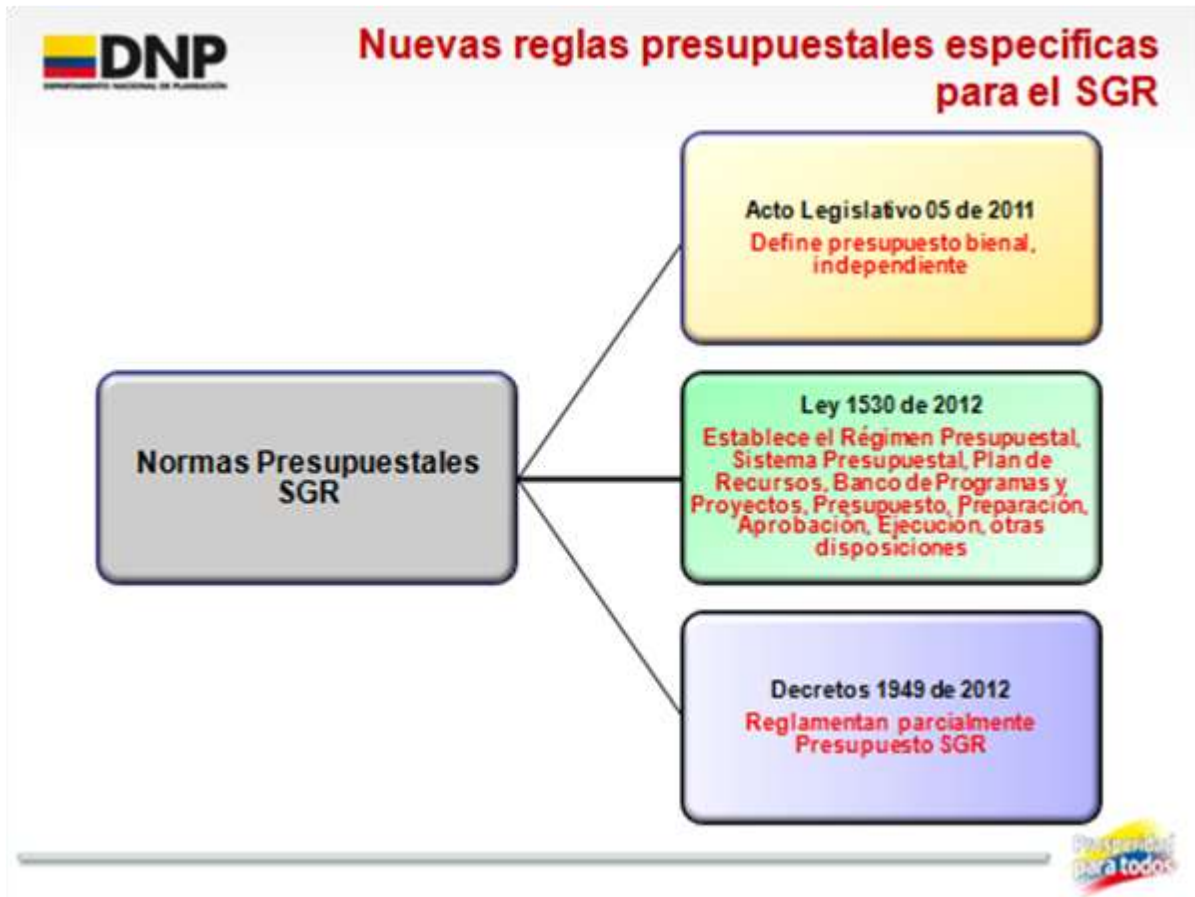 DNP
DEPARTAMENTO NACIONAL DE PLANEACIÓN
Nuevas reglas presupuestales especificas
para el SGR
Normas Presupuestales
SGR
Acto Legislativo 05 de 2011
Define presupuesto bienal,
independiente
Ley 1530 de 2012
Establece el Régimen Presupuestal,
Sistema Presupuestal, Plan de
Recursos, Banco de Programas y
Proyectos, Presupuesto, Preparación,
Aprobación, Ejecución, otras
disposiciones
Decretos 1949 de 2012
Reglamentan parcialmente
Presupuesto SGR
Prosperidad
para todos